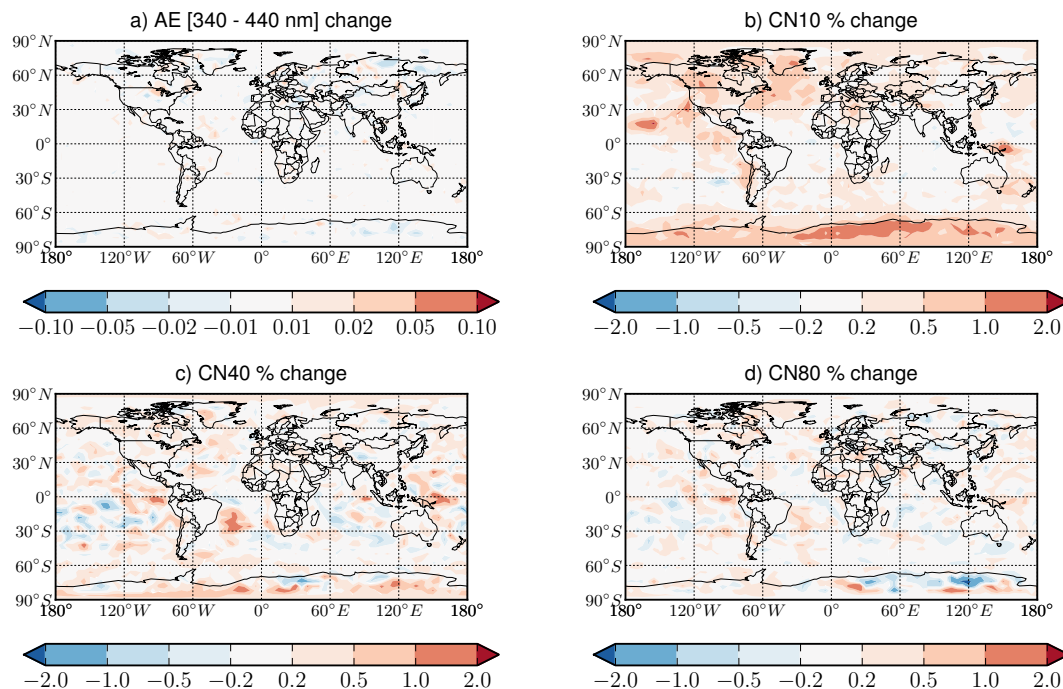 a) AE [340 - 440 nm] change
90°N
60°N
30°N
0°
30°S
60°S
90°S
180° 120°W 60°W 0° 60°E 120°E 180°
−0.10 −0.05 −0.02 −0.01 0.01 0.02 0.05 0.10
b) CN10 % change
90°N
60°N
30°N
0°
30°S
60°S
90°S
180° 120°W 60°W 0° 60°E 120°E 180°
−2.0 −1.0 −0.5 −0.2 0.2 0.5 1.0 2.0
c) CN40 % change
90°N
60°N
30°N
0°
30°S
60°S
90°S
180° 120°W 60°W 0° 60°E 120°E 180°
−2.0 −1.0 −0.5 −0.2 0.2 0.5 1.0 2.0
d) CN80 % change
90°N
60°N
30°N
0°
30°S
60°S
90°S
180° 120°W 60°W 0° 60°E 120°E 180°
−2.0 −1.0 −0.5 −0.2 0.2 0.5 1.0 2.0